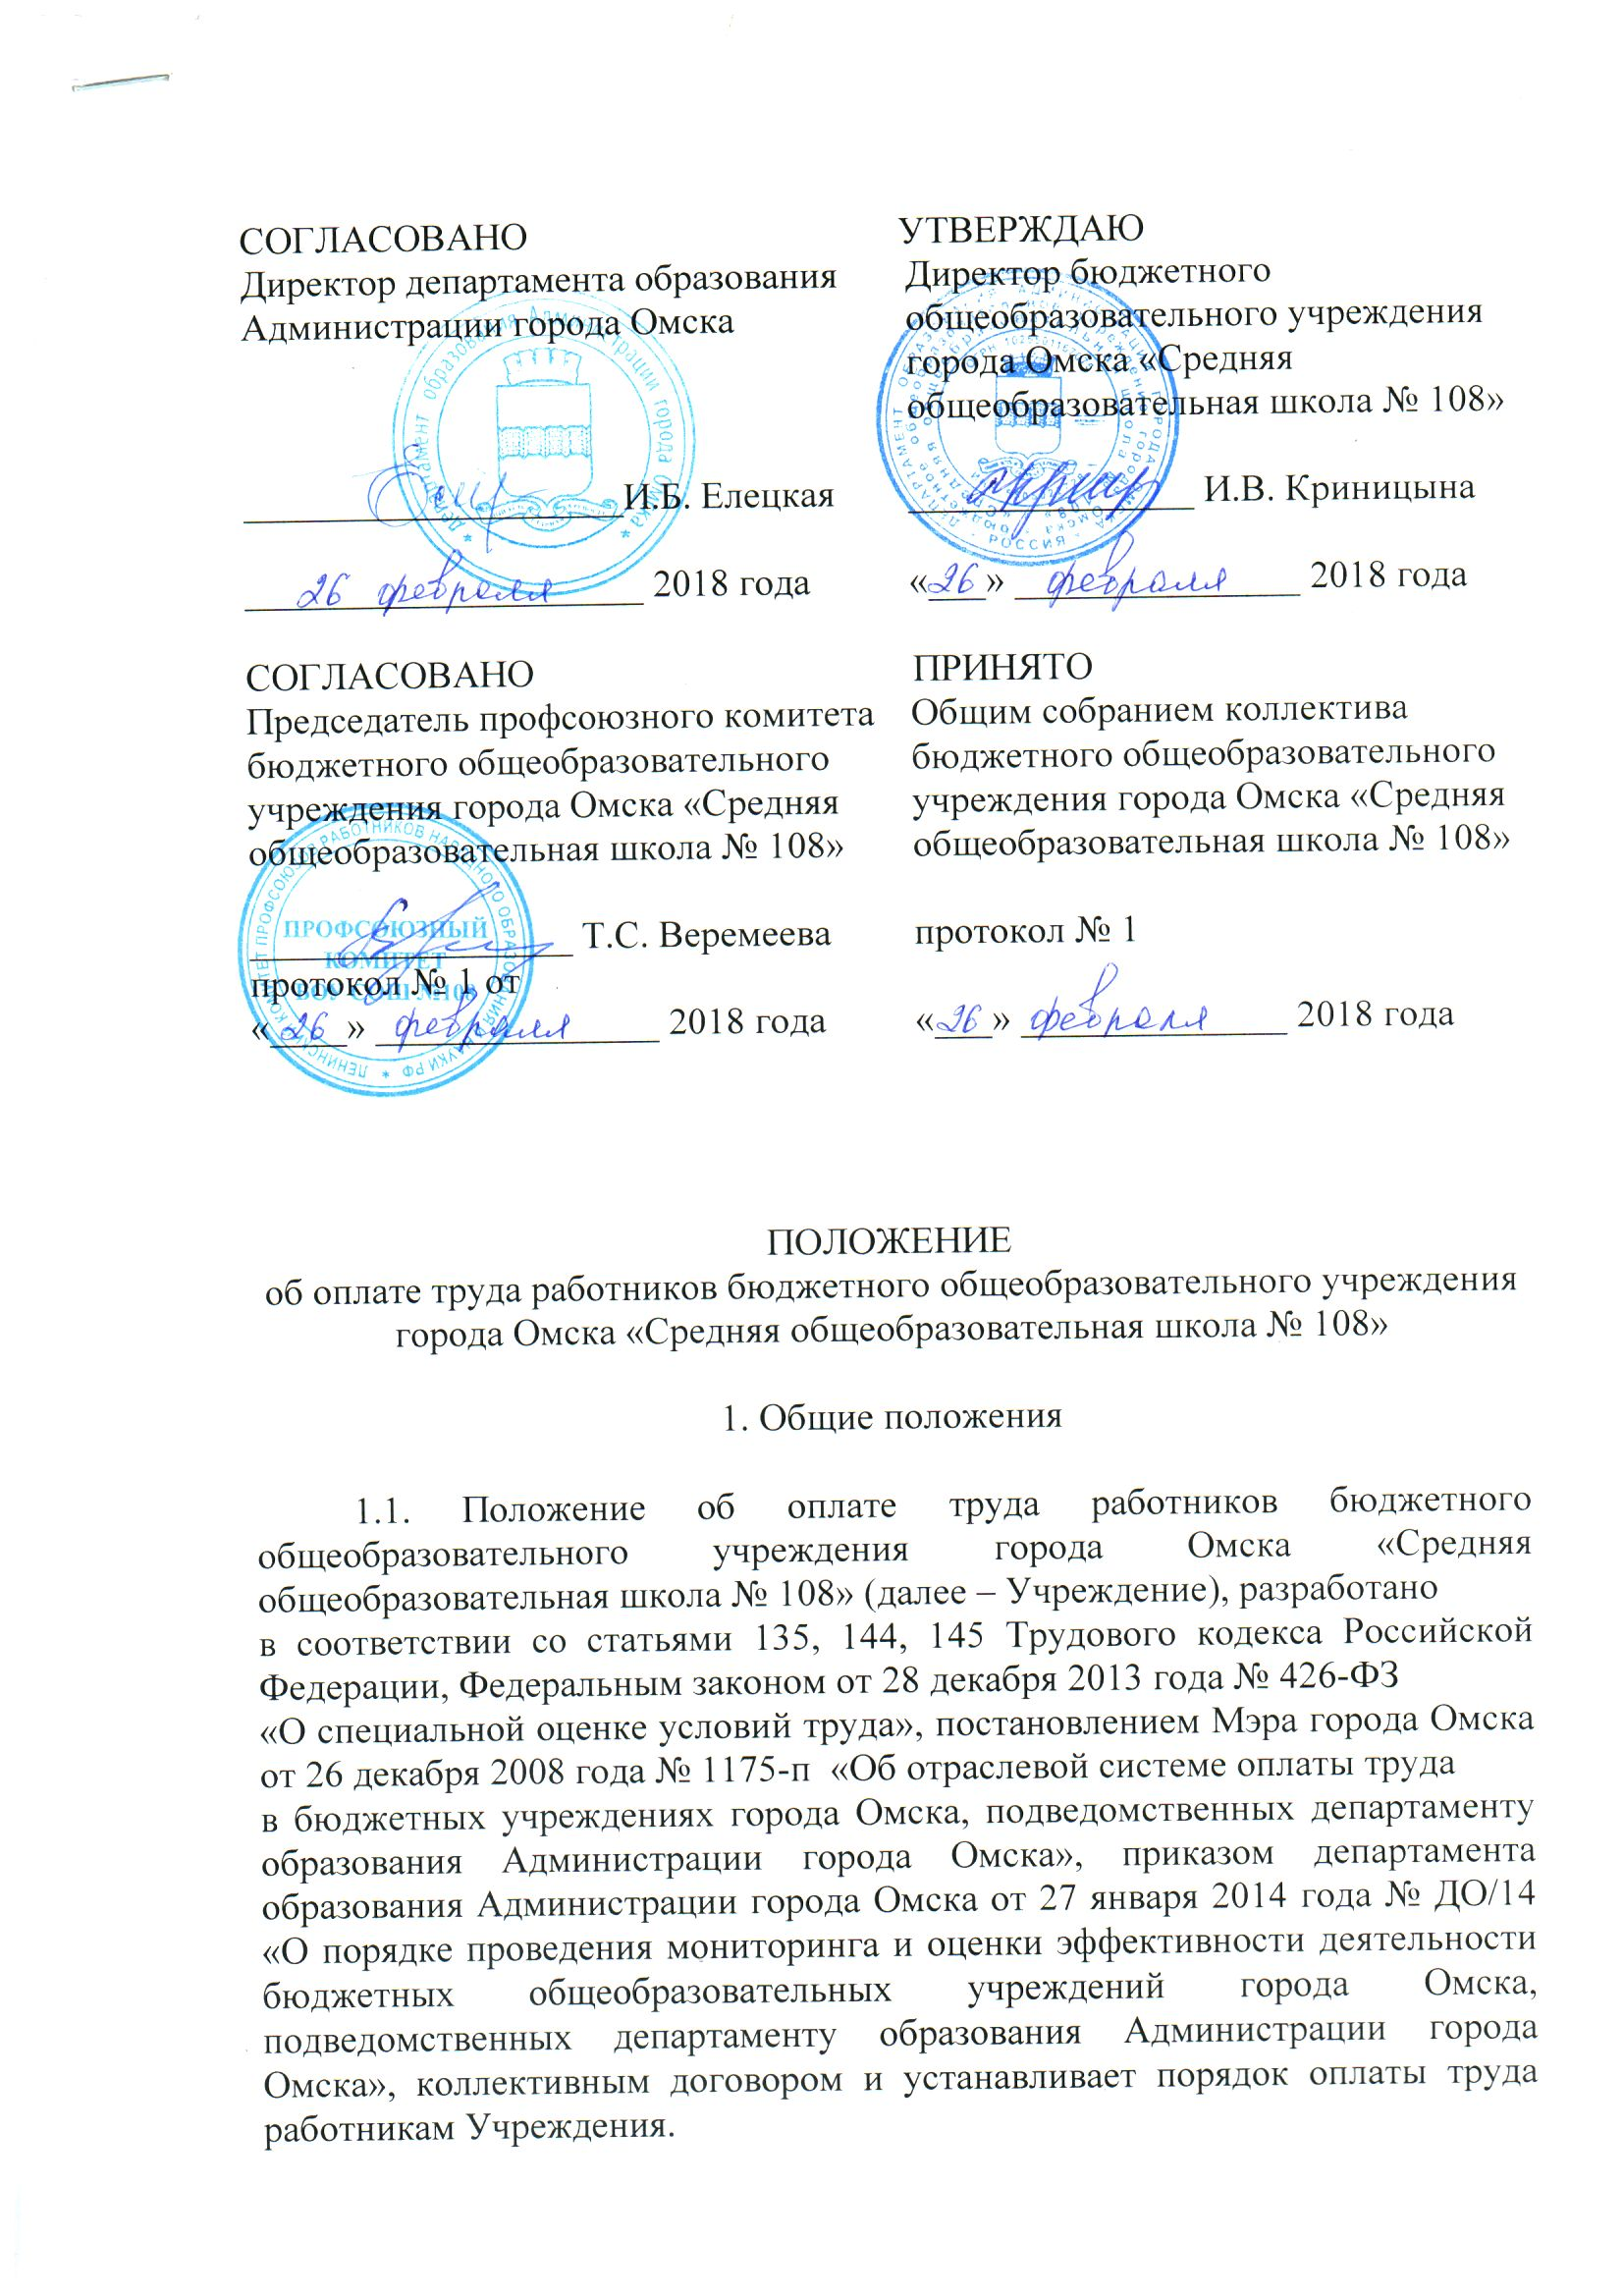 СОГЛАСОВАНО
Директор департамента образования
Администрации города Омска
И.Б. Елецкая
26 февраля 2018 года
УТВЕРЖДАЮ
Директор бюджетного
общеобразовательного учреждения
города Омска «Средняя
общеобразовательная школа № 108»
И.В. Криницына
«26» февраля 2018 года
СОГЛАСОВАНО
Председатель профсоюзного комитета
бюджетного общеобразовательного
учреждения города Омска «Средняя
общеобразовательная школа № 108»
ПРОФСОЮЗНЫЙ
КОМИТЕТ
БОУ СОШ №108
Т.С. Веремеева
протокол № 1 от
«26» февраля 2018 года
ПРИНЯТО
Общим собранием коллектива
бюджетного общеобразовательного
учреждения города Омска «Средняя
общеобразовательная школа № 108»
протокол № 1
«26» февраля 2018 года
ПОЛОЖЕНИЕ
об оплате труда работников бюджетного общеобразовательного учреждения
города Омска «Средняя общеобразовательная школа № 108»
1. Общие положения
1.1. Положение об оплате труда работников бюджетного
общеобразовательного учреждения города Омска «Средняя
общеобразовательная школа № 108» (далее – Учреждение), разработано
в соответствии со статьями 135, 144, 145 Трудового кодекса Российской
Федерации, Федеральным законом от 28 декабря 2013 года № 426-ФЗ
«О специальной оценке условий труда», постановлением Мэра города Омска
от 26 декабря 2008 года № 1175-п «Об отраслевой системе оплаты труда
в бюджетных учреждениях города Омска, подведомственных департаменту
образования Администрации города Омска», приказом департамента
образования Администрации города Омска от 27 января 2014 года № ДО/14
«О порядке проведения мониторинга и оценки эффективности деятельности
бюджетных общеобразовательных учреждений города Омска,
подведомственных департаменту образования Администрации города
Омска», коллективным договором и устанавливает порядок оплаты труда
работникам Учреждения.